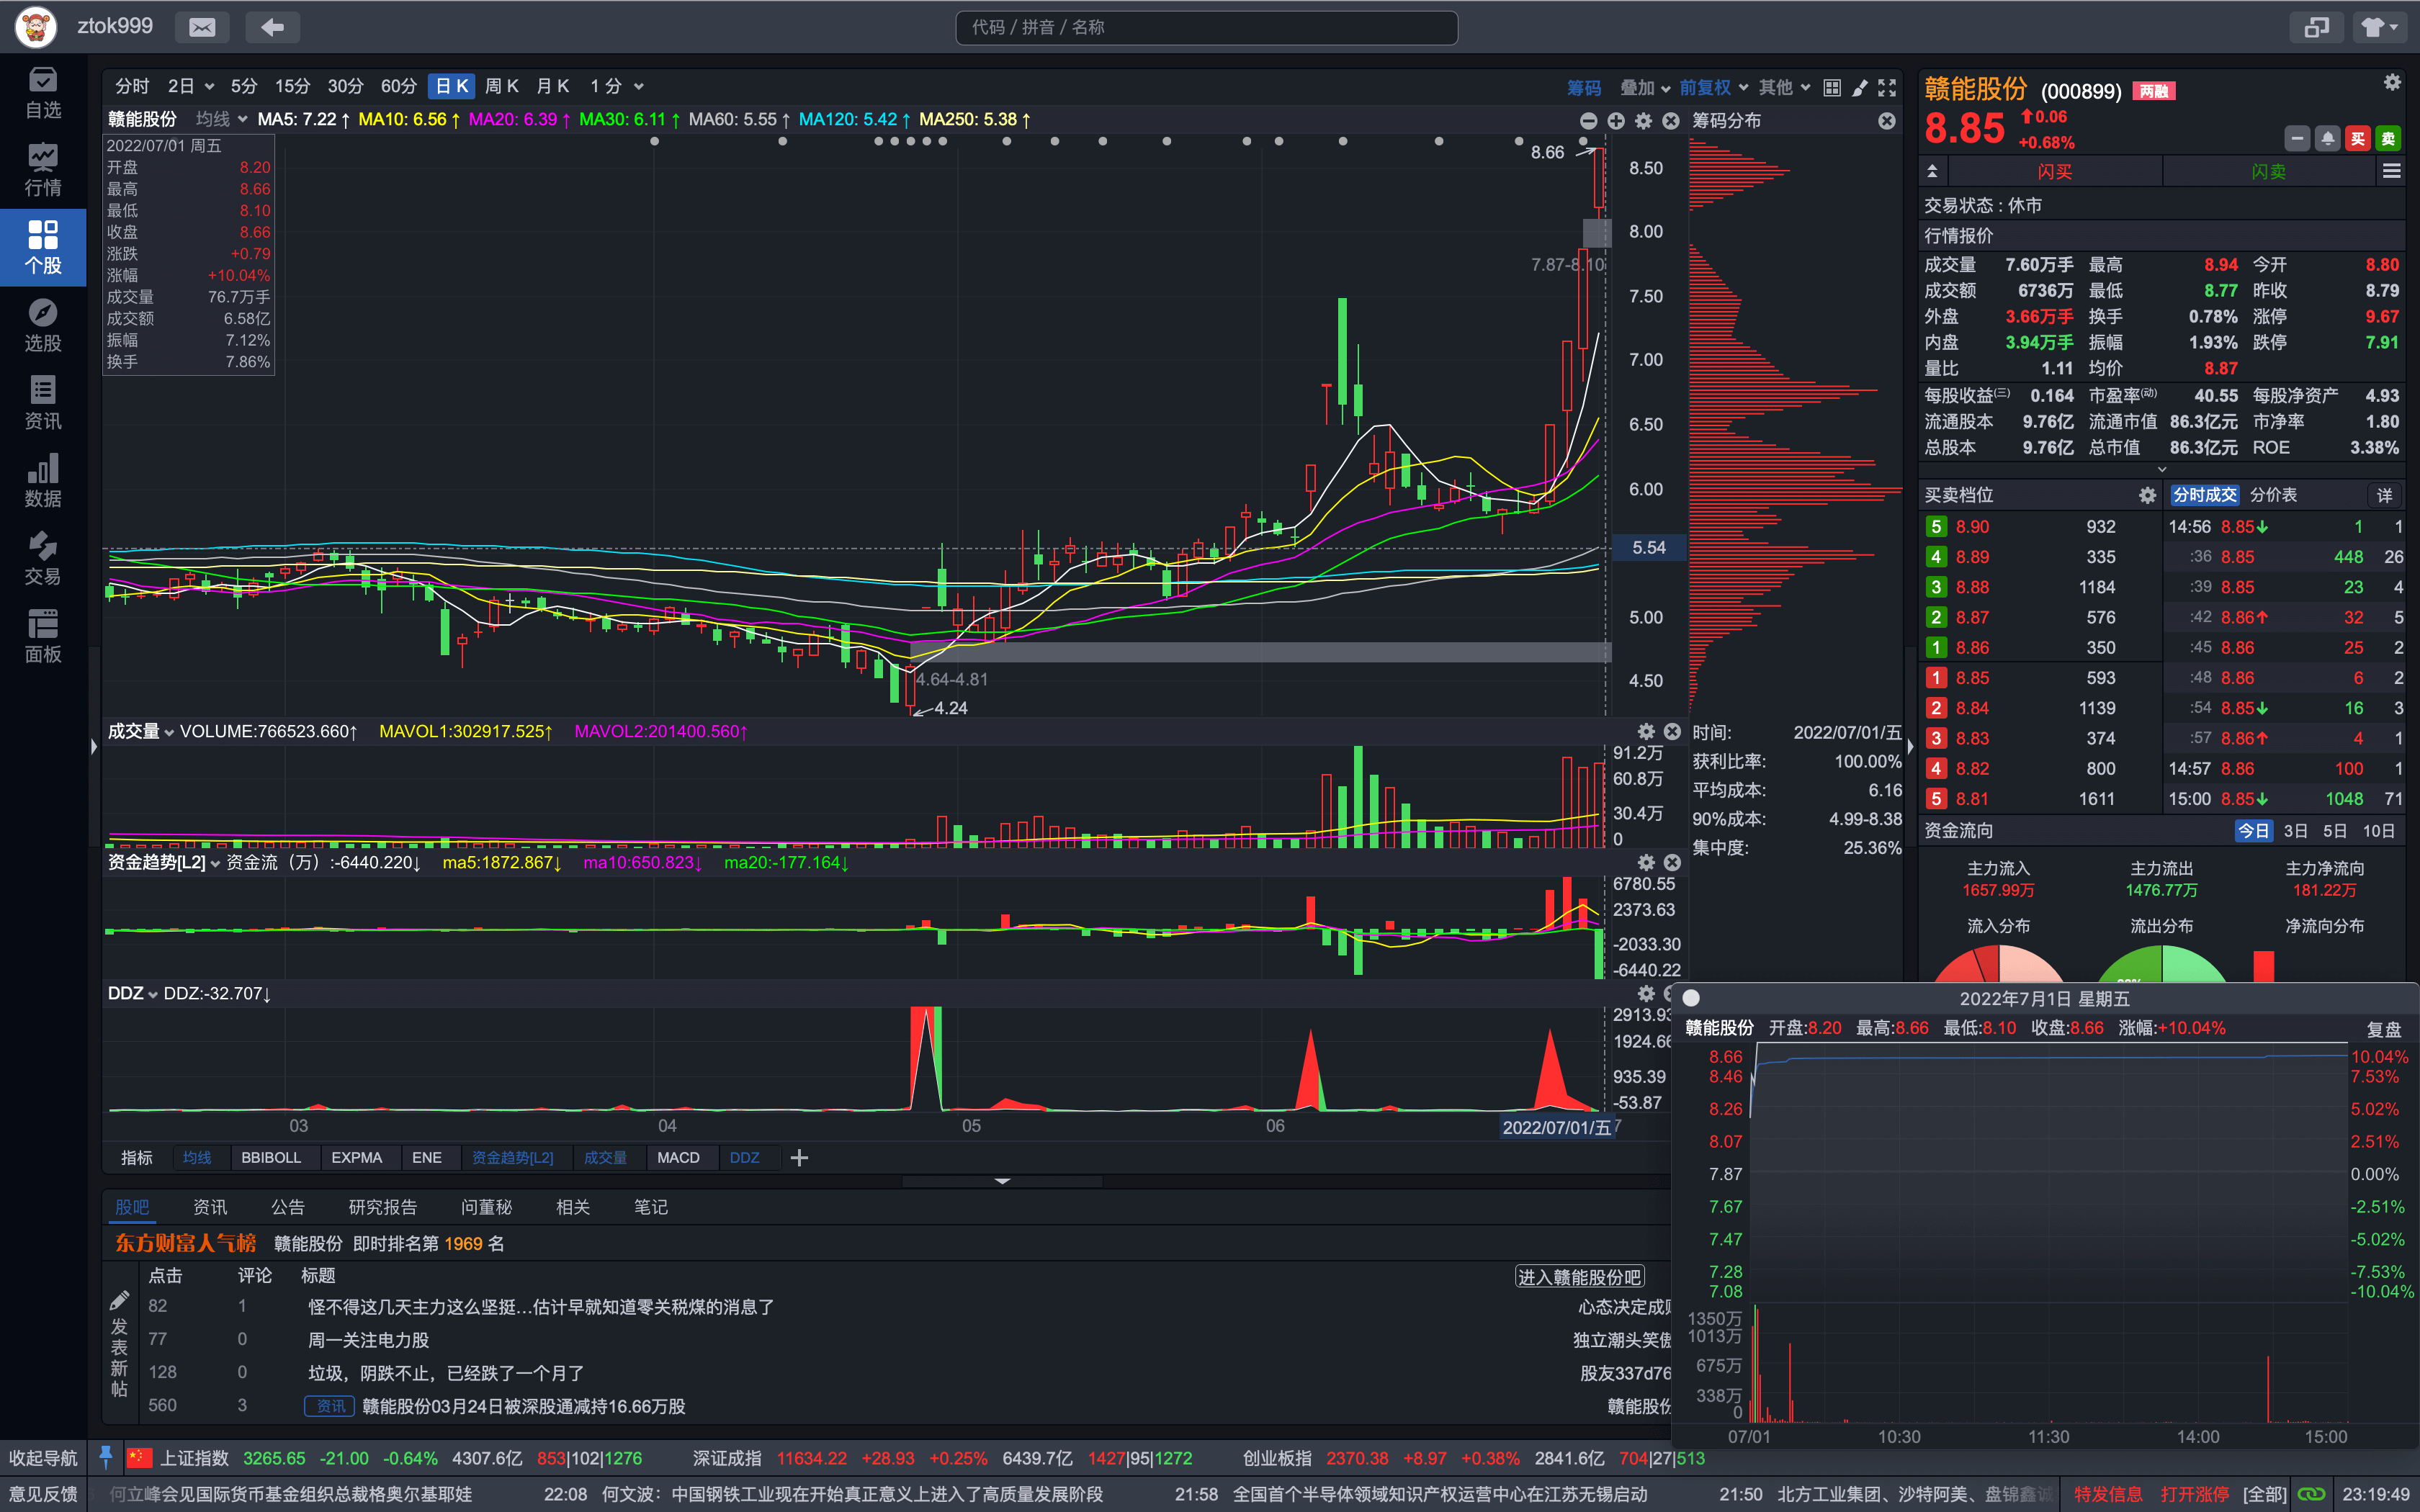 ztok999
代码 / 拼音 / 名称
自选
行情
个股
选股
资讯
数据
交易
面板
分时 2日 5分 15分 30分 60分 日K 周K 月K 1分
筹码 叠加 前复权 其他
赣能股份 均线 MA5: 7.22↑ MA10: 6.56↑ MA20: 6.39↑ MA30: 6.11↑ MA60: 5.55↑ MA120: 5.42↑ MA250: 5.38↑
2022/07/01 周五
开盘 8.20
最高 8.66
最低 8.10
收盘 8.66
涨跌 +0.79
涨幅 +10.04%
成交量 76.7万手
成交额 6.58亿
振幅 7.12%
换手 7.86%
8.66
7.87-8.10
4.64-4.81
4.24
8.50
8.00
7.50
7.00
6.50
6.00
5.54
5.00
4.50
筹码分布
时间: 2022/07/01/五
获利比率: 100.00%
平均成本: 6.16
90%成本: 4.99-8.38
集中度: 25.36%
成交量 VOLUME:766523.660↑ MAVOL1:302917.525↑ MAVOL2:201400.560↑
91.2万
60.8万
30.4万
0
资金趋势[L2] 资金流（万）:-6440.220↓ ma5:1872.867↓ ma10:650.823↓ ma20:-177.164↓
6780.55
2373.63
-2033.30
-6440.22
DDZ DDZ:-32.707↓
2913.93
1924.66
935.39
-53.87
03 04 05 06 2022/07/01/五 7
指标 均线 BBIBOLL EXPMA ENE 资金趋势[L2] 成交量 MACD DDZ
股吧 资讯 公告 研究报告 问董秘 相关 笔记
东方财富人气榜 赣能股份 即时排名第 1969 名
点击 评论 标题
进入赣能股份吧
发表新帖
82 1 怪不得这几天主力这么坚挺...估计早就知道零关税煤的消息了 心态决定成
77 0 周一关注电力股 独立潮头笑傲
128 0 垃圾，阴跌不止，已经跌了一个月了 股友337d76
560 3 资讯 赣能股份03月24日被深股通减持16.66万股 赣能股份
赣能股份 (000899) 两融
8.85 0.06
+0.68%
买 卖
闪买 闪卖
交易状态 : 休市
行情报价
成交量 7.60万手 最高 8.94 今开 8.80
成交额 6736万 最低 8.77 昨收 8.79
外盘 3.66万手 换手 0.78% 涨停 9.67
内盘 3.94万手 振幅 1.93% 跌停 7.91
量比 1.11 均价 8.87
每股收益(三) 0.164 市盈率(动) 40.55 每股净资产 4.93
流通股本 9.76亿 流通市值 86.3亿元 市净率 1.80
总股本 9.76亿 总市值 86.3亿元 ROE 3.38%
买卖档位 分时成交 分价表 详
5 8.90 932 14:56 8.85↓ 1 1
4 8.89 335 :36 8.85 448 26
3 8.88 1184 :39 8.85 23 4
2 8.87 576 :42 8.86↑ 32 5
1 8.86 350 :45 8.86 25 2
1 8.85 593 :48 8.86 6 2
2 8.84 1139 :54 8.85↓ 16 3
3 8.83 374 :57 8.86↑ 4 1
4 8.82 800 14:57 8.86 100 1
5 8.81 1611 15:00 8.85↓ 1048 71
资金流向 今日 3日 5日 10日
主力流入 主力流出 主力净流向
1657.99万 1476.77万 181.22万
流入分布 流出分布 净流向分布
2022年7月1日 星期五
赣能股份 开盘:8.20 最高:8.66 最低:8.10 收盘:8.66 涨幅:+10.04% 复盘
8.66 10.04%
8.46 7.53%
8.26 5.02%
8.07 2.51%
7.87 0.00%
7.67 -2.51%
7.47 -5.02%
7.28 -7.53%
7.08 -10.04%
1350万
1013万
675万
338万
0
07/01 10:30 11:30 14:00 15:00
收起导航 上证指数 3265.65 -21.00 -0.64% 4307.6亿 853|102|1276 深证成指 11634.22 +28.93 +0.25% 6439.7亿 1427|95|1272 创业板指 2370.38 +8.97 +0.38% 2841.6亿 704|27|513
意见反馈 何立峰会见国际货币基金组织总裁格奥尔基耶娃 22:08 何文波：中国钢铁工业现在开始真正意义上进入了高质量发展阶段 21:58 全国首个半导体领域知识产权运营中心在江苏无锡启动 21:50 北方工业集团、沙特阿美、盘锦鑫诚 特发信息 打开涨停 [全部] 23:19:49